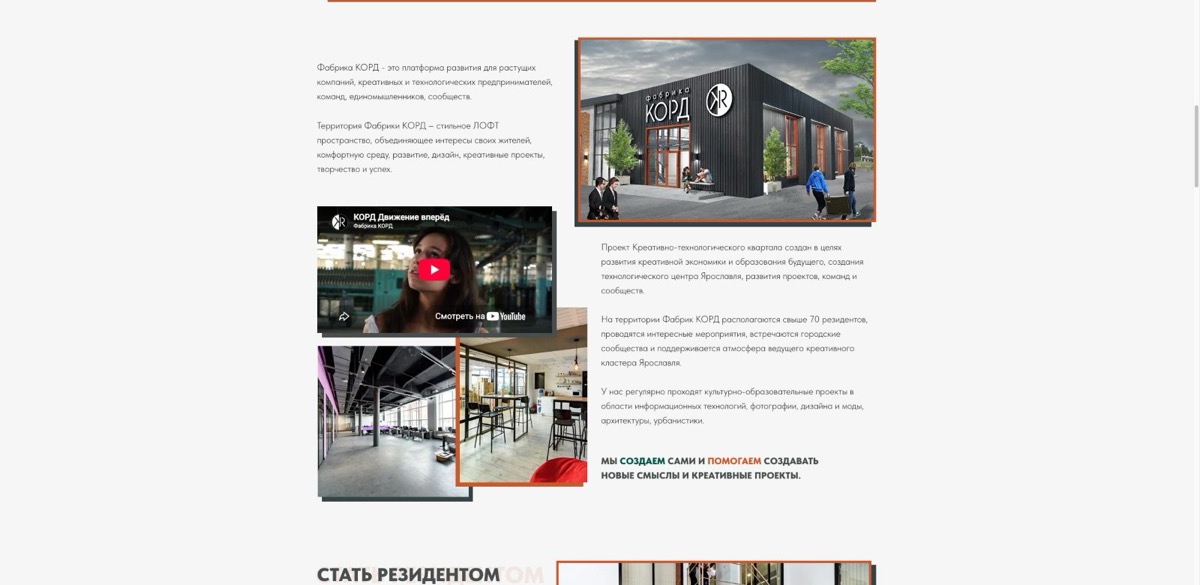 Фабрика КОРД - это платформа развития для растущих
компаний, креативных и технологических предпринимателей,
команд, единомышленников, сообществ.
Территория Фабрики КОРД – стильное ЛОФТ
пространство, объединяющее интересы своих жителей,
комфортную среду, развитие, дизайн, креативные проекты,
творчество и успех.
фабрика
КОРД
КОРД Движение вперёд
Фабрика КОРД
Смотреть на YouTube
Проект Креативно-технологического квартала создан в целях
развития креативной экономики и образования будущего, создания
технологического центра Ярославля, развития проектов, команд и
сообществ.
На территории Фабрик КОРД располагаются свыше 70 резидентов,
проводятся интересные мероприятия, встречаются городские
сообщества и поддерживается атмосфера ведущего креативного
кластера Ярославля.
У нас регулярно проходят культурно-образовательные проекты в
области информационных технологий, фотографии, дизайна и моды,
архитектуры, урбанистики.
МЫ СОЗДАЕМ САМИ И ПОМОГАЕМ СОЗДАВАТЬ
НОВЫЕ СМЫСЛЫ И КРЕАТИВНЫЕ ПРОЕКТЫ.
СТАТЬ РЕЗИДЕНТОМ